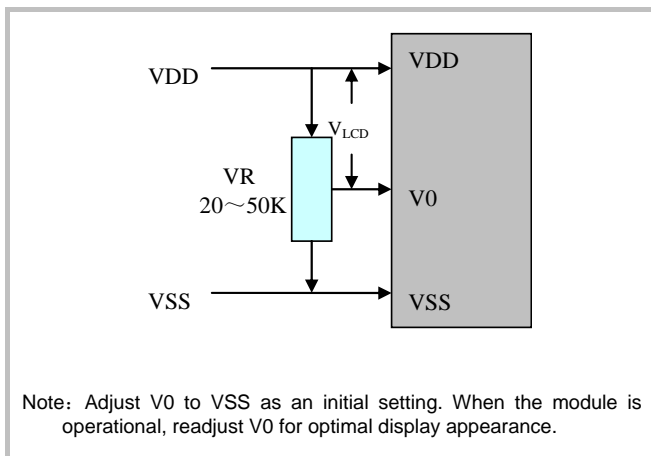 VDD VDD
V_LCD
VR
20～50K V0
VSS VSS
Note：Adjust V0 to VSS as an initial setting. When the module is
operational, readjust V0 for optimal display appearance.